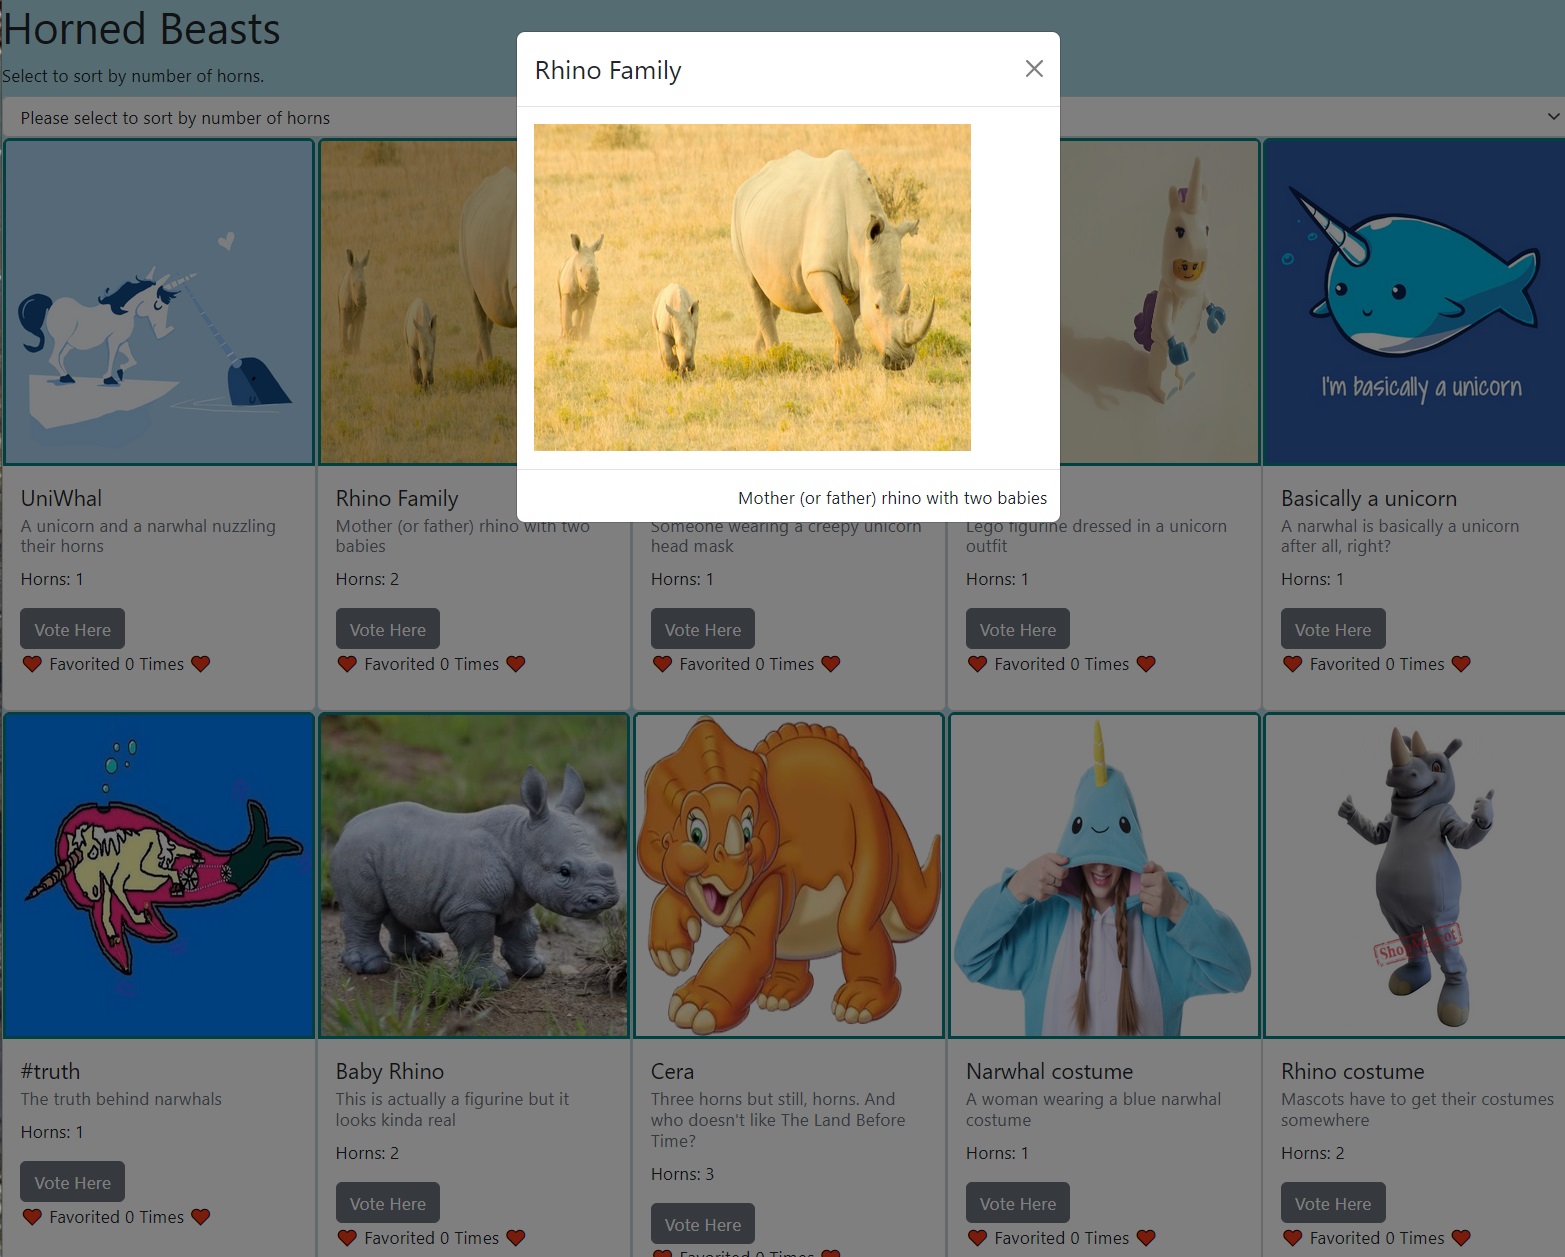 Horned Beasts
Select to sort by number of horns.
Please select to sort by number of horns
Rhino Family
Mother (or father) rhino with two babies
I'm basically a unicorn
UniWhal
A unicorn and a narwhal nuzzling
their horns
Horns: 1
Vote Here
Favorited 0 Times
Rhino Family
Mother (or father) rhino with two
babies
Horns: 2
Vote Here
Favorited 0 Times
Someone wearing a creepy unicorn
head mask
Horns: 1
Vote Here
Favorited 0 Times
Lego figurine dressed in a unicorn
outfit
Horns: 1
Vote Here
Favorited 0 Times
Basically a unicorn
A narwhal is basically a unicorn
after all, right?
Horns: 1
Vote Here
Favorited 0 Times
#truth
The truth behind narwhals
Horns: 1
Vote Here
Favorited 0 Times
Baby Rhino
This is actually a figurine but it
looks kinda real
Horns: 2
Vote Here
Favorited 0 Times
Cera
Three horns but still, horns. And
who doesn't like The Land Before
Time?
Horns: 3
Vote Here
Favorited 0 Times
Narwhal costume
A woman wearing a blue narwhal
costume
Horns: 1
Vote Here
Favorited 0 Times
Rhino costume
Mascots have to get their costumes
somewhere
Horns: 2
Vote Here
Favorited 0 Times